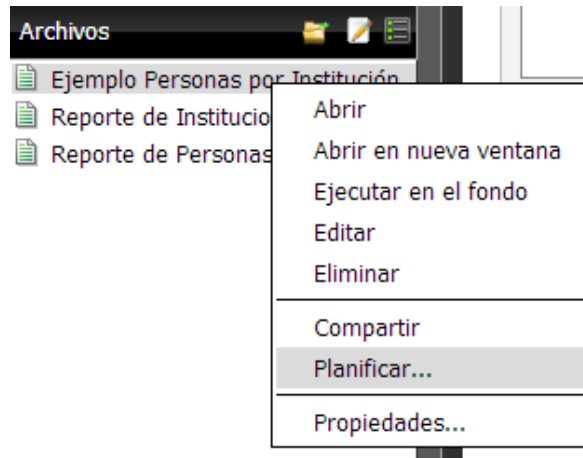 Archivos
Ejemplo Personas por Institución
Reporte de Institucio
Reporte de Personas
Abrir
Abrir en nueva ventana
Ejecutar en el fondo
Editar
Eliminar
Compartir
Planificar...
Propiedades...